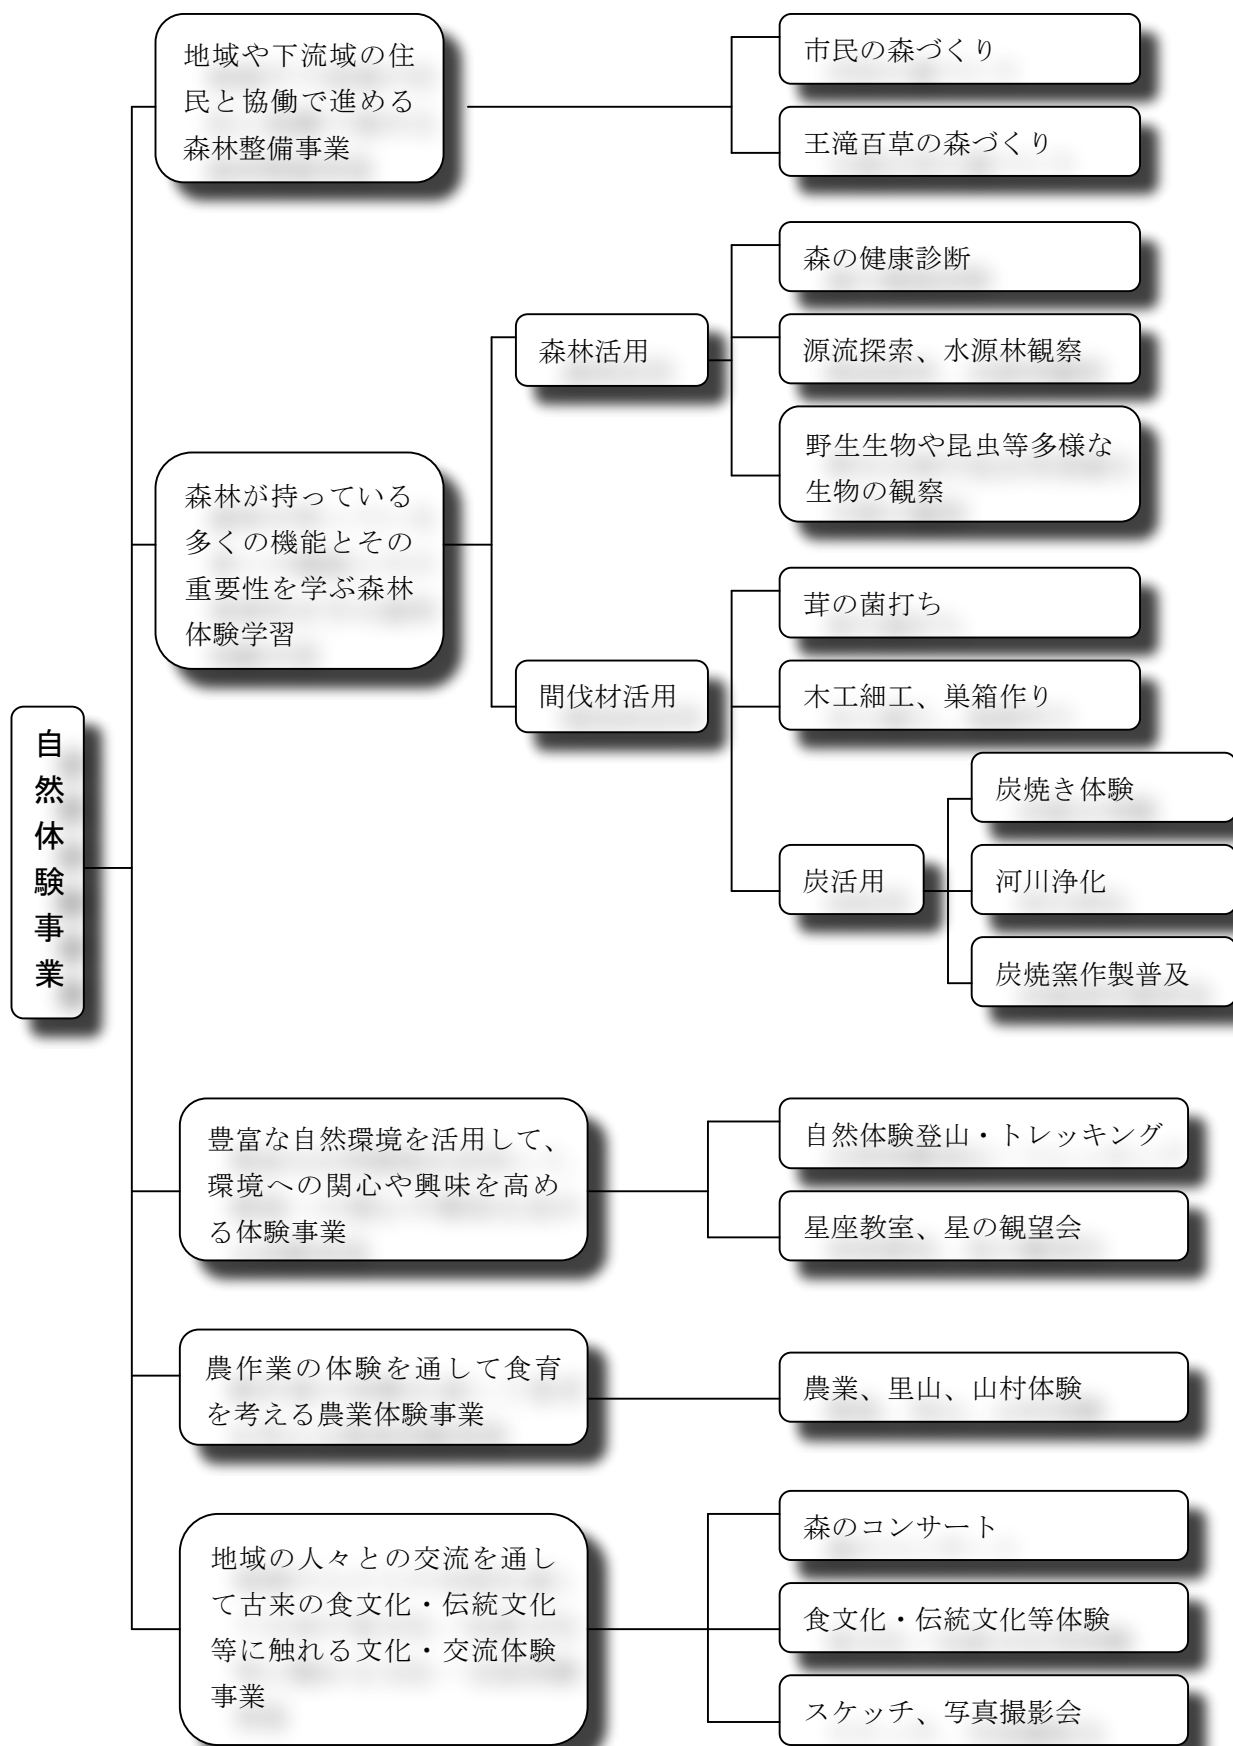 自然体験事業
地域や下流域の住
民と協働で進める
森林整備事業
市民の森づくり
王滝百草の森づくり
森林が持っている
多くの機能とその
重要性を学ぶ森林
体験学習
森林活用
森の健康診断
源流探索、水源林観察
野生生物や昆虫等多様な
生物の観察
間伐材活用
茸の菌打ち
木工細工、巣箱作り
炭活用
炭焼き体験
河川浄化
炭焼窯作製普及
豊富な自然環境を活用して、
環境への関心や興味を高め
る体験事業
自然体験登山・トレッキング
星座教室、星の観望会
農作業の体験を通して食育
を考える農業体験事業
農業、里山、山村体験
地域の人々との交流を通し
て古来の食文化・伝統文化
等に触れる文化・交流体験
事業
森のコンサート
食文化・伝統文化等体験
スケッチ、写真撮影会